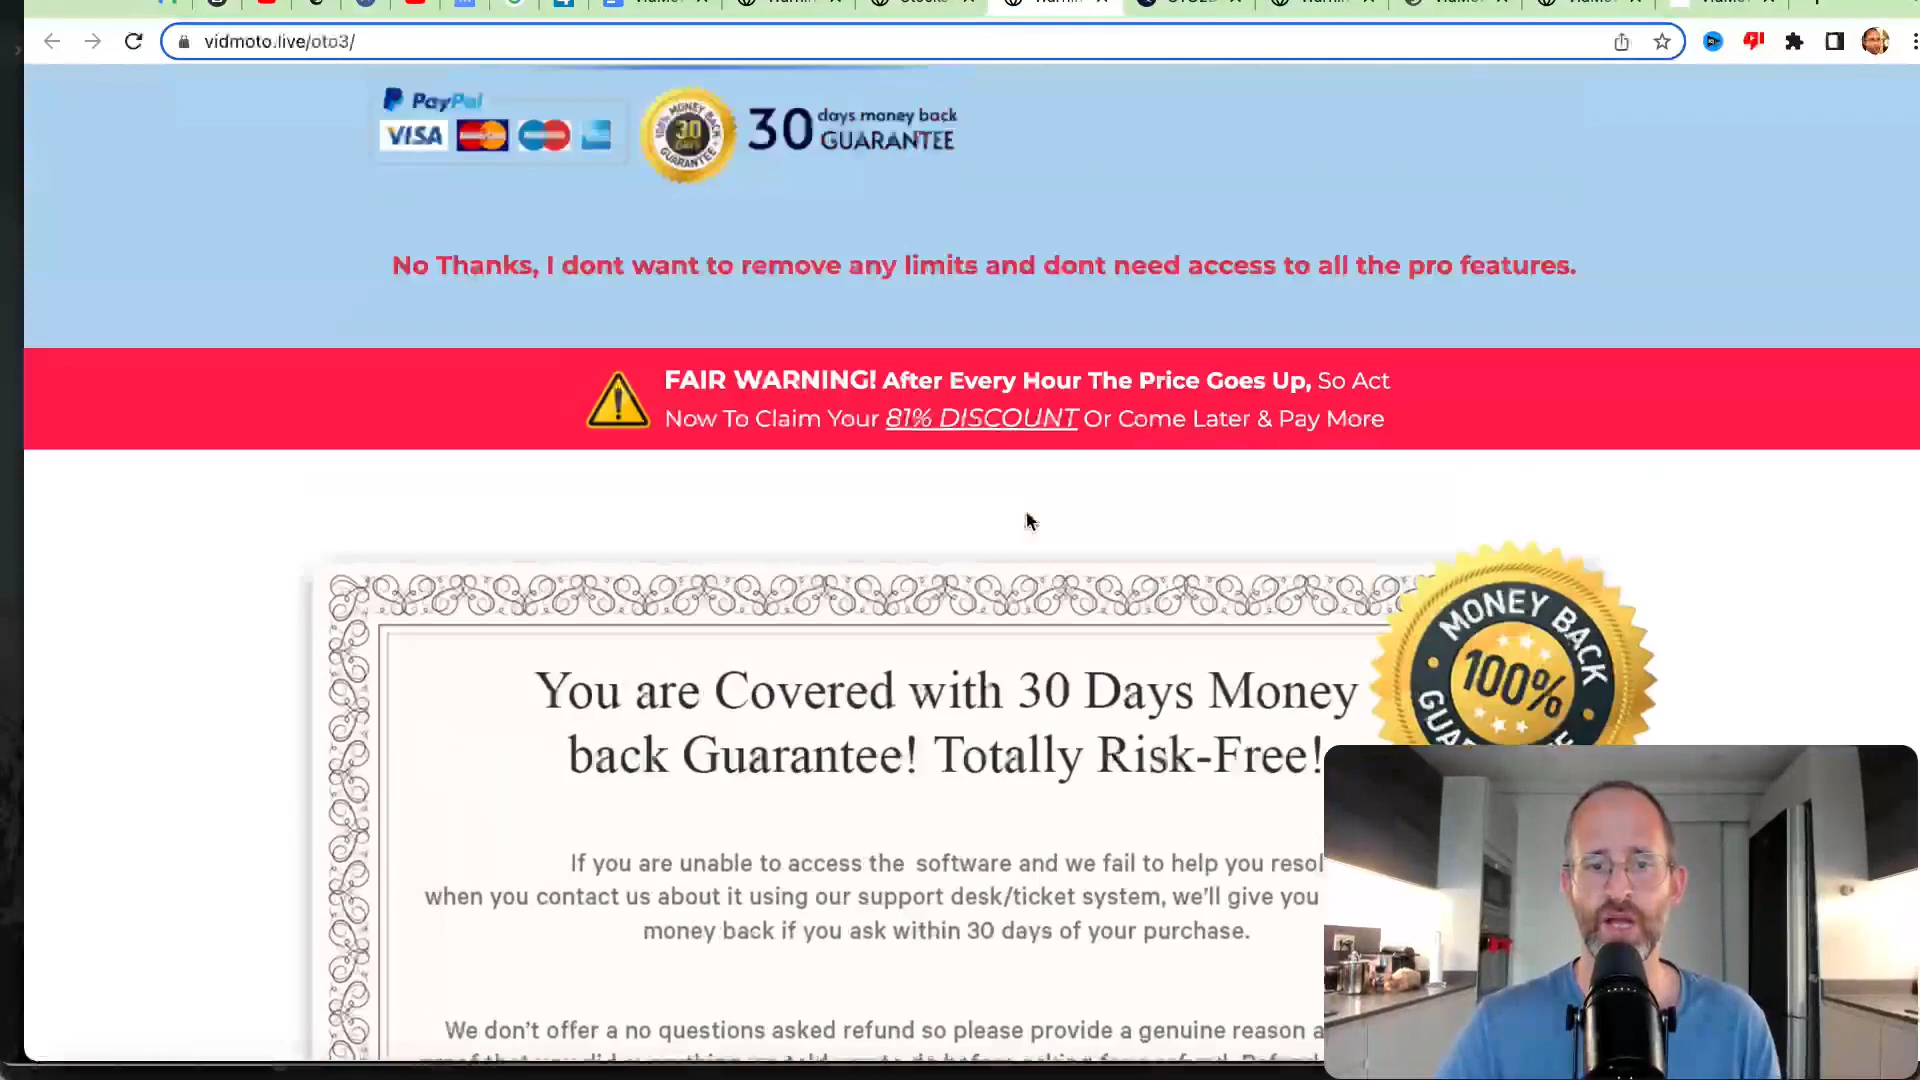 vidmoto.live/oto3/
PayPal
VISA
MONEY BACK
30
DAYS
GUARANTEE
30 days money back
GUARANTEE
No Thanks, I dont want to remove any limits and dont need access to all the pro features.
FAIR WARNING! After Every Hour The Price Goes Up, So Act
Now To Claim Your 81% DISCOUNT Or Come Later & Pay More
MONEY BACK
100%
You are Covered with 30 Days Money
back Guarantee! Totally Risk-Free!
If you are unable to access the software and we fail to help you resol
when you contact us about it using our support desk/ticket system, we'll give you
money back if you ask within 30 days of your purchase.
We don't offer a no questions asked refund so please provide a genuine reason a